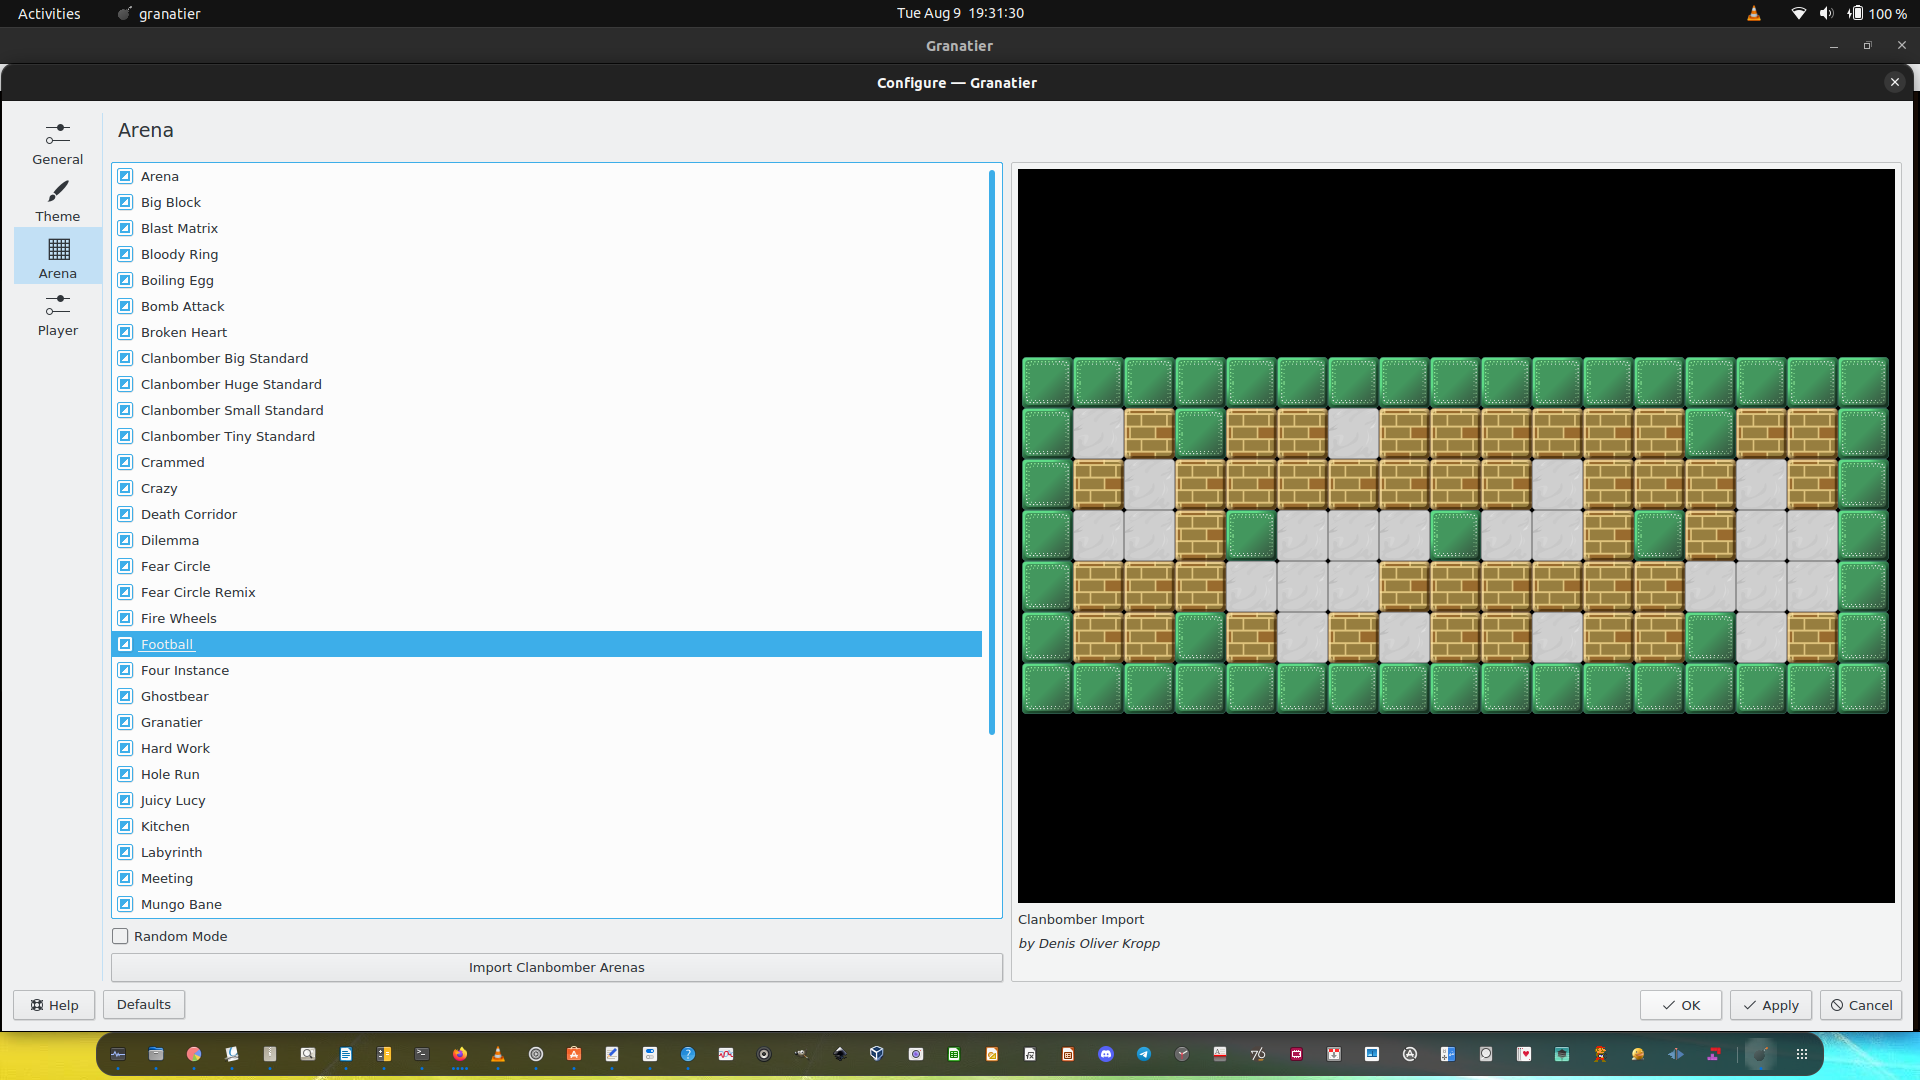 Activities
granatier
Tue Aug 9 19:31:30
100 %
Granatier
Configure — Granatier
General
Theme
Arena
Player
Arena
Arena
Big Block
Blast Matrix
Bloody Ring
Boiling Egg
Bomb Attack
Broken Heart
Clanbomber Big Standard
Clanbomber Huge Standard
Clanbomber Small Standard
Clanbomber Tiny Standard
Crammed
Crazy
Death Corridor
Dilemma
Fear Circle
Fear Circle Remix
Fire Wheels
Football
Four Instance
Ghostbear
Granatier
Hard Work
Hole Run
Juicy Lucy
Kitchen
Labyrinth
Meeting
Mungo Bane
Random Mode
Import Clanbomber Arenas
Clanbomber Import
by Denis Oliver Kropp
Help
Defaults
OK
Apply
Cancel